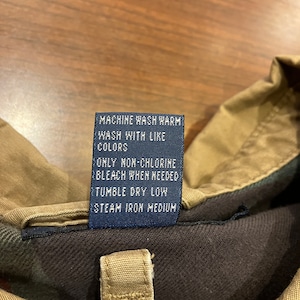 MACHINE WASH WARM
WASH WITH LIKE
COLORS
ONLY NON-CHLORINE
BLEACH WHEN NEEDED
TUMBLE DRY LOW
STEAM IRON MEDIUM